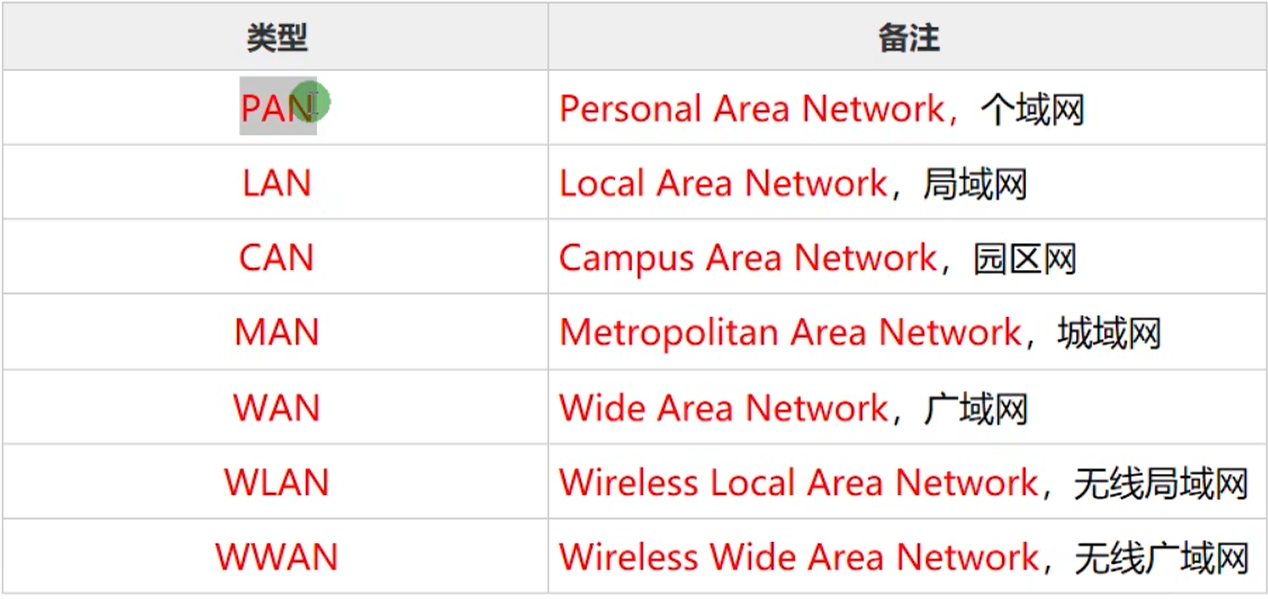 类型 备注
PAN Personal Area Network，个域网
LAN Local Area Network，局域网
CAN Campus Area Network，园区网
MAN Metropolitan Area Network，城域网
WAN Wide Area Network，广域网
WLAN Wireless Local Area Network，无线局域网
WWAN Wireless Wide Area Network，无线广域网